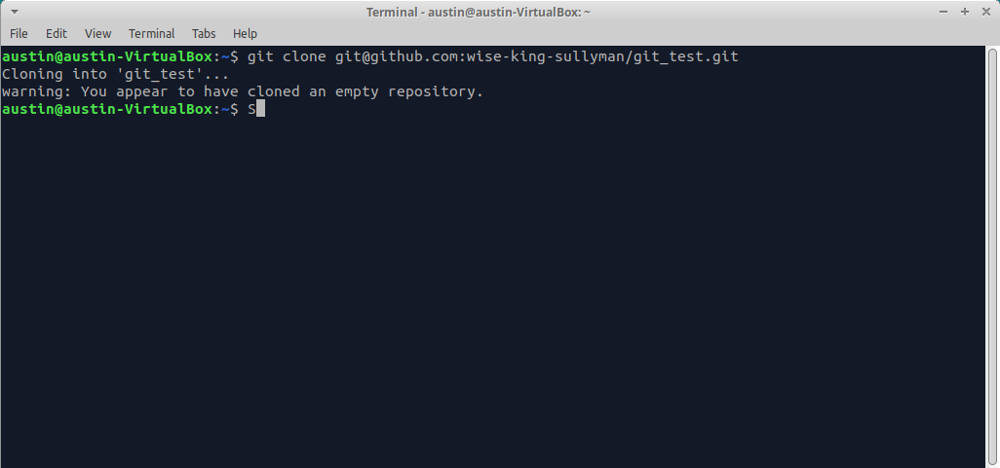 Terminal - austin@austin-VirtualBox: ~
File Edit View Terminal Tabs Help
austin@austin-VirtualBox:~$ git clone git@github.com:wise-king-sullyman/git_test.git
Cloning into 'git_test'...
warning: You appear to have cloned an empty repository.
austin@austin-VirtualBox:~$ S